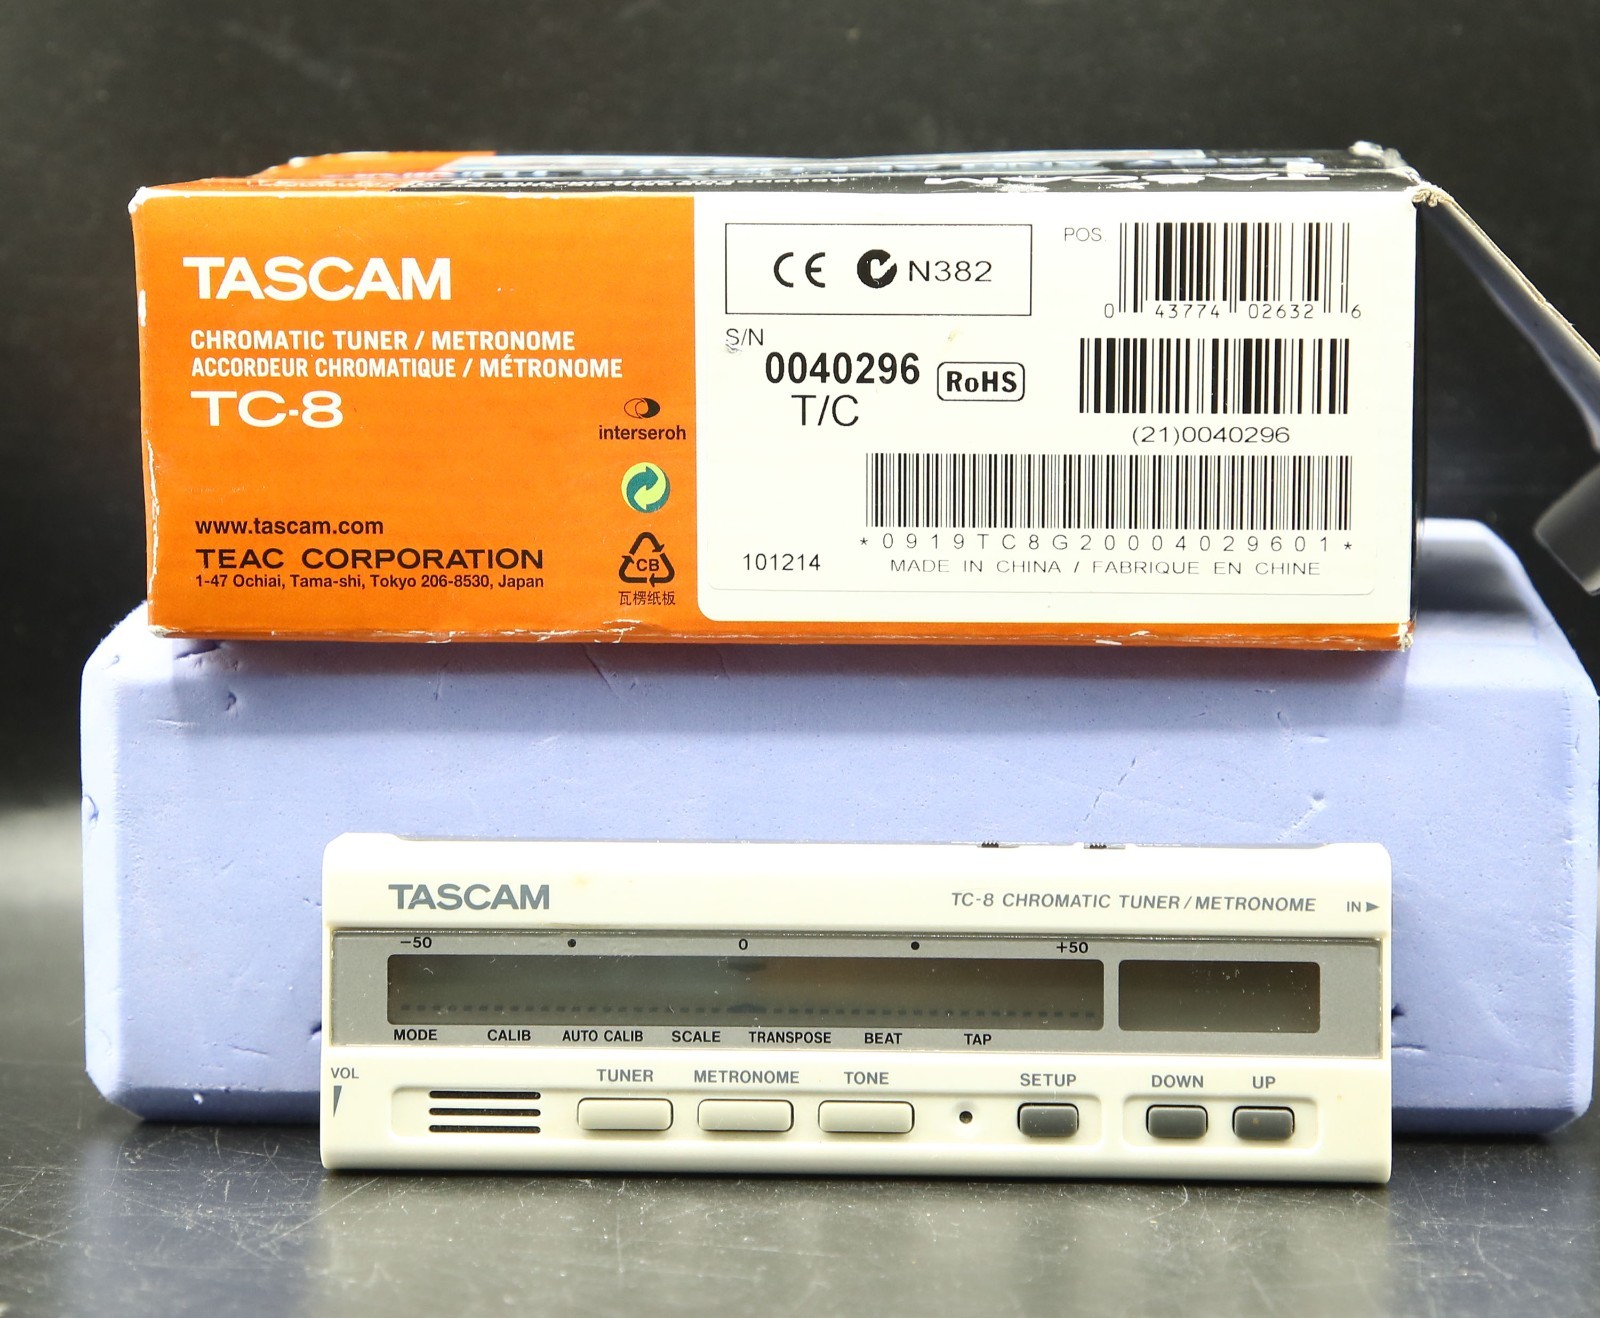 TASCAM
CHROMATIC TUNER / METRONOME
ACCORDEUR CHROMATIQUE / MÉTRONOME
TC-8
interseroh
www.tascam.com
TEAC CORPORATION
1-47 Ochiai, Tama-shi, Tokyo 206-8530, Japan
CB
瓦楞纸板
CE N382
POS.
0 43774 02632 6
S/N
0040296
T/C
RoHS
(21)0040296
*0919TC8G20004029601*
101214
MADE IN CHINA / FABRIQUE EN CHINE
TASCAM
TC-8 CHROMATIC TUNER/METRONOME IN
-50 0 +50
MODE CALIB AUTO CALIB SCALE TRANSPOSE BEAT TAP
VOL
TUNER METRONOME TONE SETUP DOWN UP